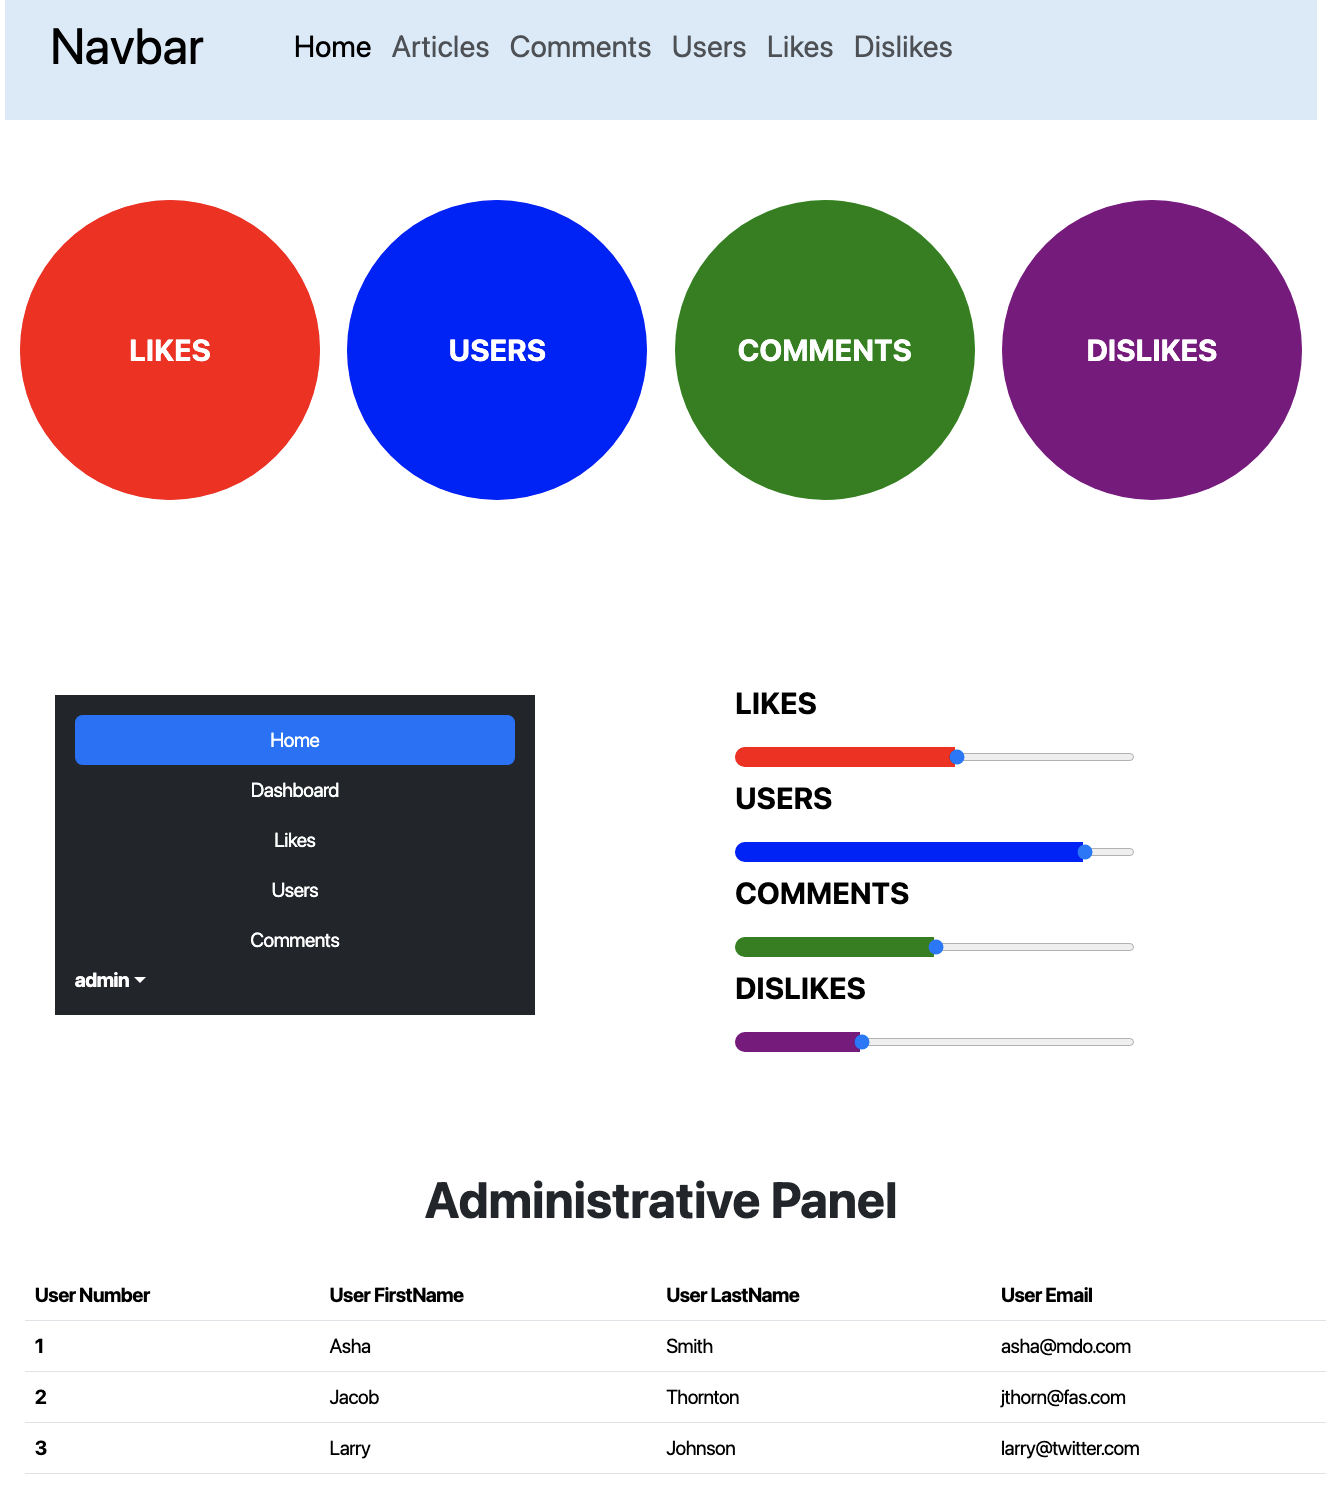 Navbar Home Articles Comments Users Likes Dislikes
LIKES USERS COMMENTS DISLIKES
Home
Dashboard
Likes
Users
Comments
admin
LIKES
USERS
COMMENTS
DISLIKES
Administrative Panel
User Number User FirstName User LastName User Email
1 Asha Smith asha@mdo.com
2 Jacob Thornton jthorn@fas.com
3 Larry Johnson larry@twitter.com